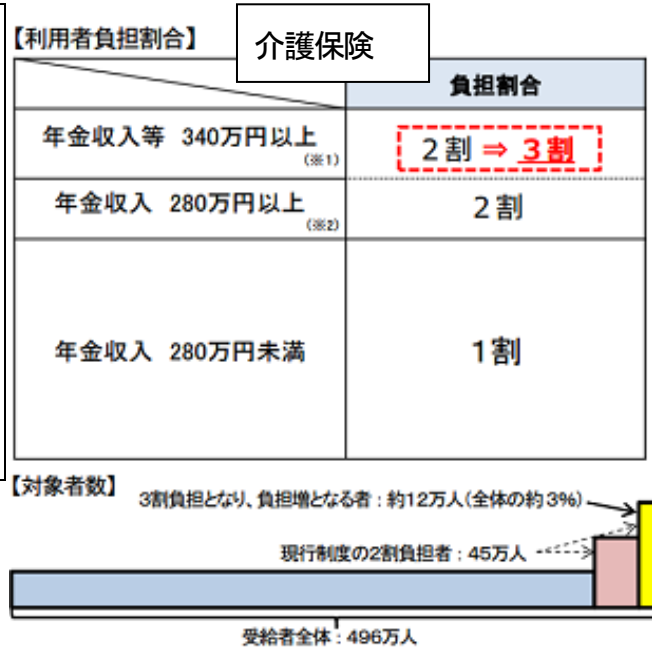 【利用者負担割合】
介護保険
負担割合
年金収入等 340万円以上
(※1)
2割 ⇒ 3割
年金収入 280万円以上
(※2)
2割
年金収入 280万円未満
1割
【対象者数】
3割負担となり、負担増となる者：約12万人(全体の約3%)
現行制度の2割負担者：45万人
受給者全体：496万人